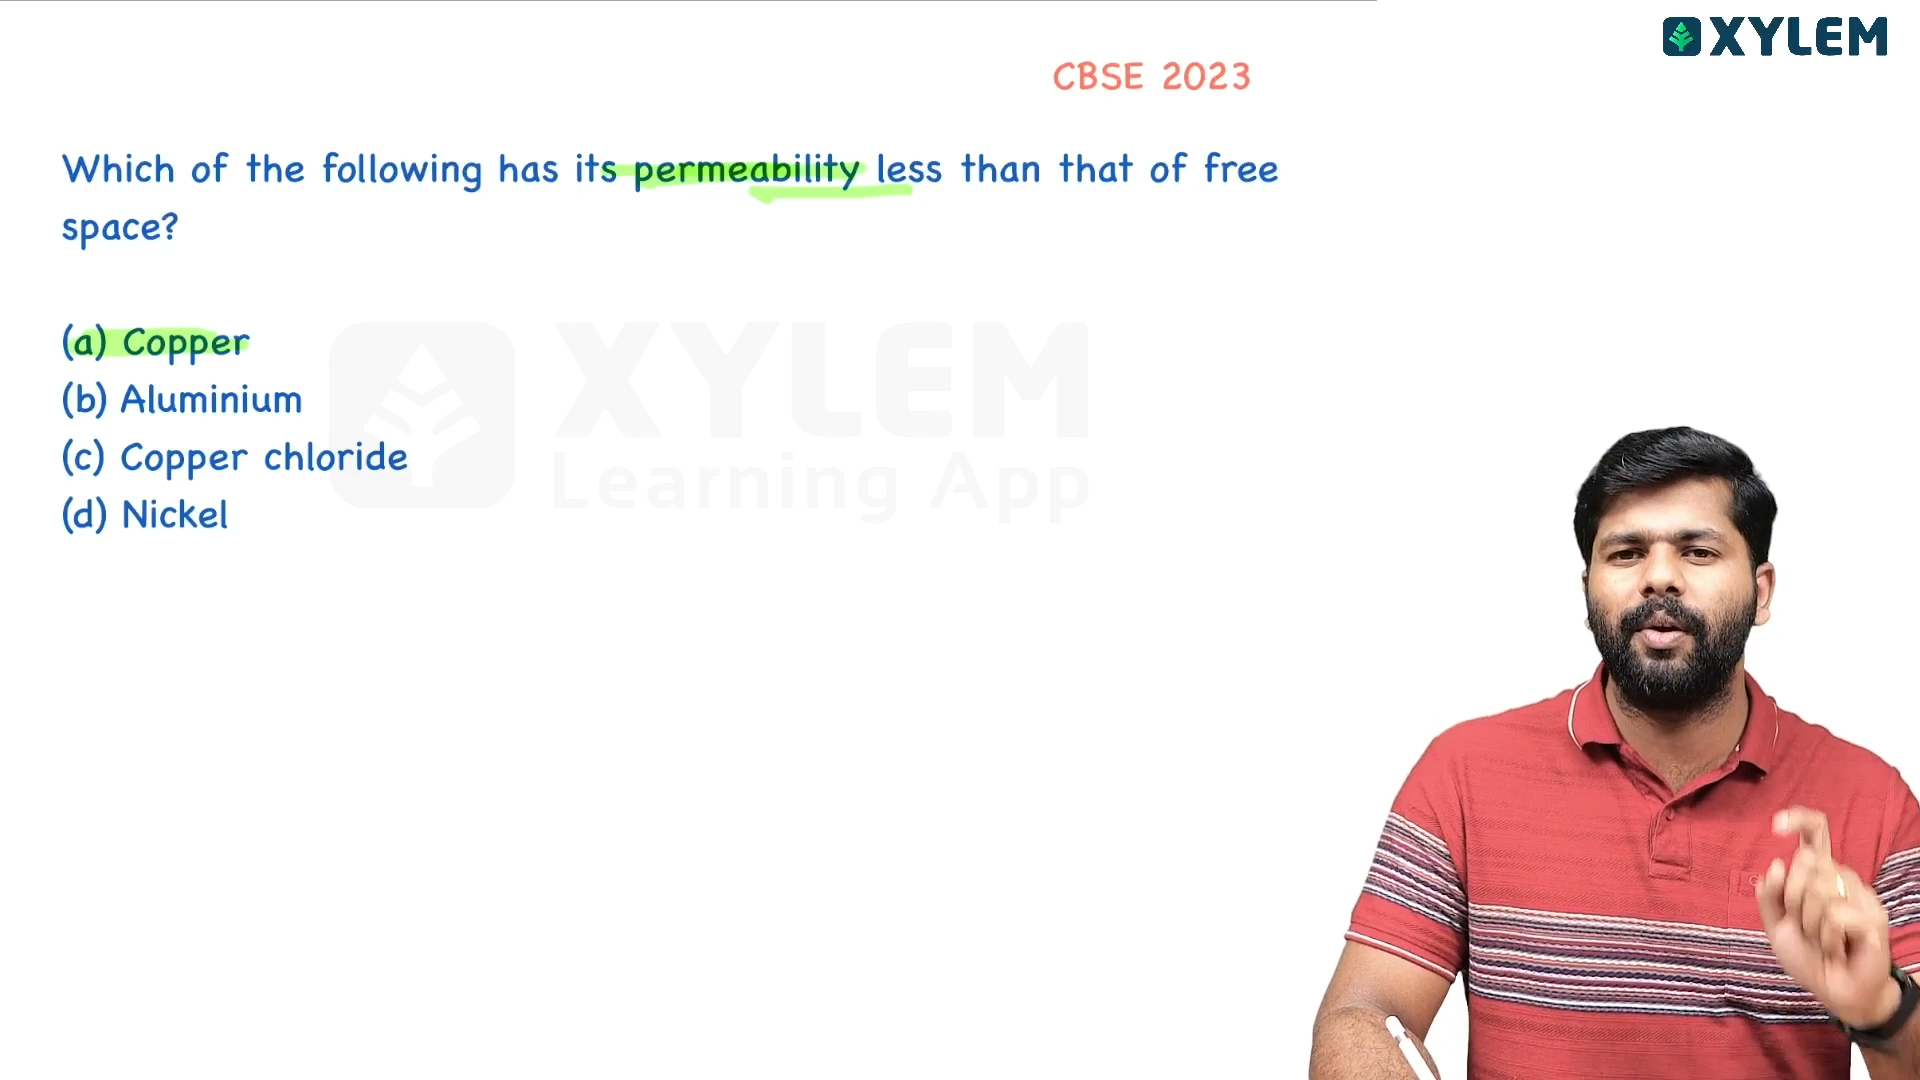 XYLEM
CBSE 2023
Which of the following has its permeability less than that of free
space?
(a) Copper
(b) Aluminium
(c) Copper chloride
(d) Nickel
XYLEM
Learning App